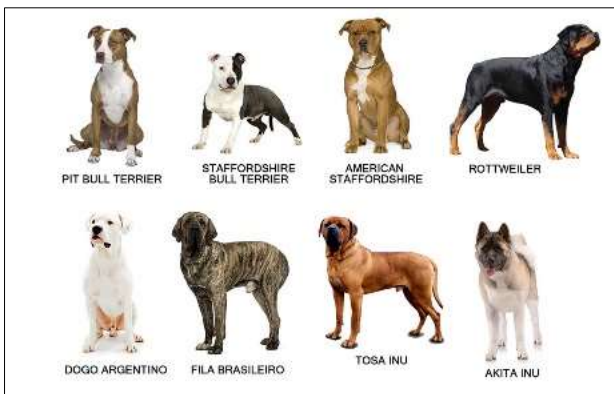 PIT BULL TERRIER
STAFFORDSHIRE
BULL TERRIER
AMERICAN
STAFFORDSHIRE
ROTTWEILER
DOGO ARGENTINO
FILA BRASILEIRO
TOSA INU
AKITA INU